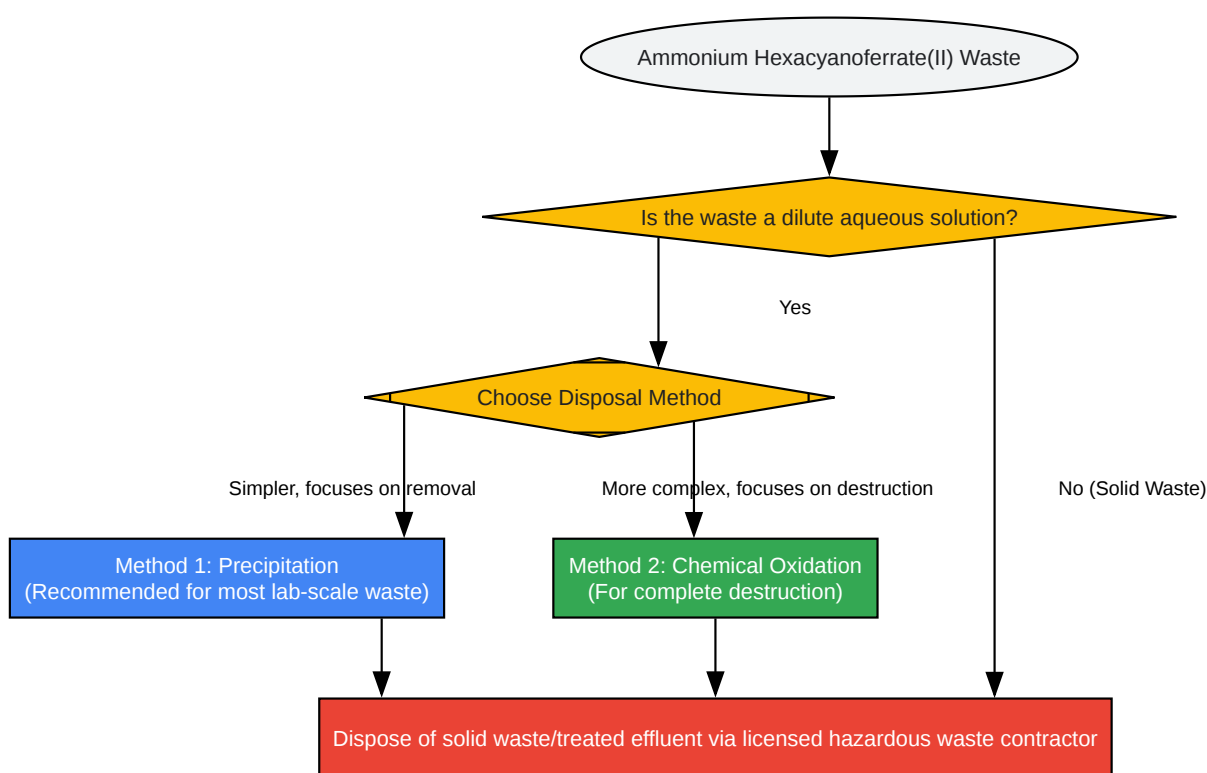 Ammonium Hexacyanoferrate(II) Waste
Is the waste a dilute aqueous solution?
Yes
Choose Disposal Method
Simpler, focuses on removal
More complex, focuses on destruction
No (Solid Waste)
Method 1: Precipitation
(Recommended for most lab-scale waste)
Method 2: Chemical Oxidation
(For complete destruction)
Dispose of solid waste/treated effluent via licensed hazardous waste contractor